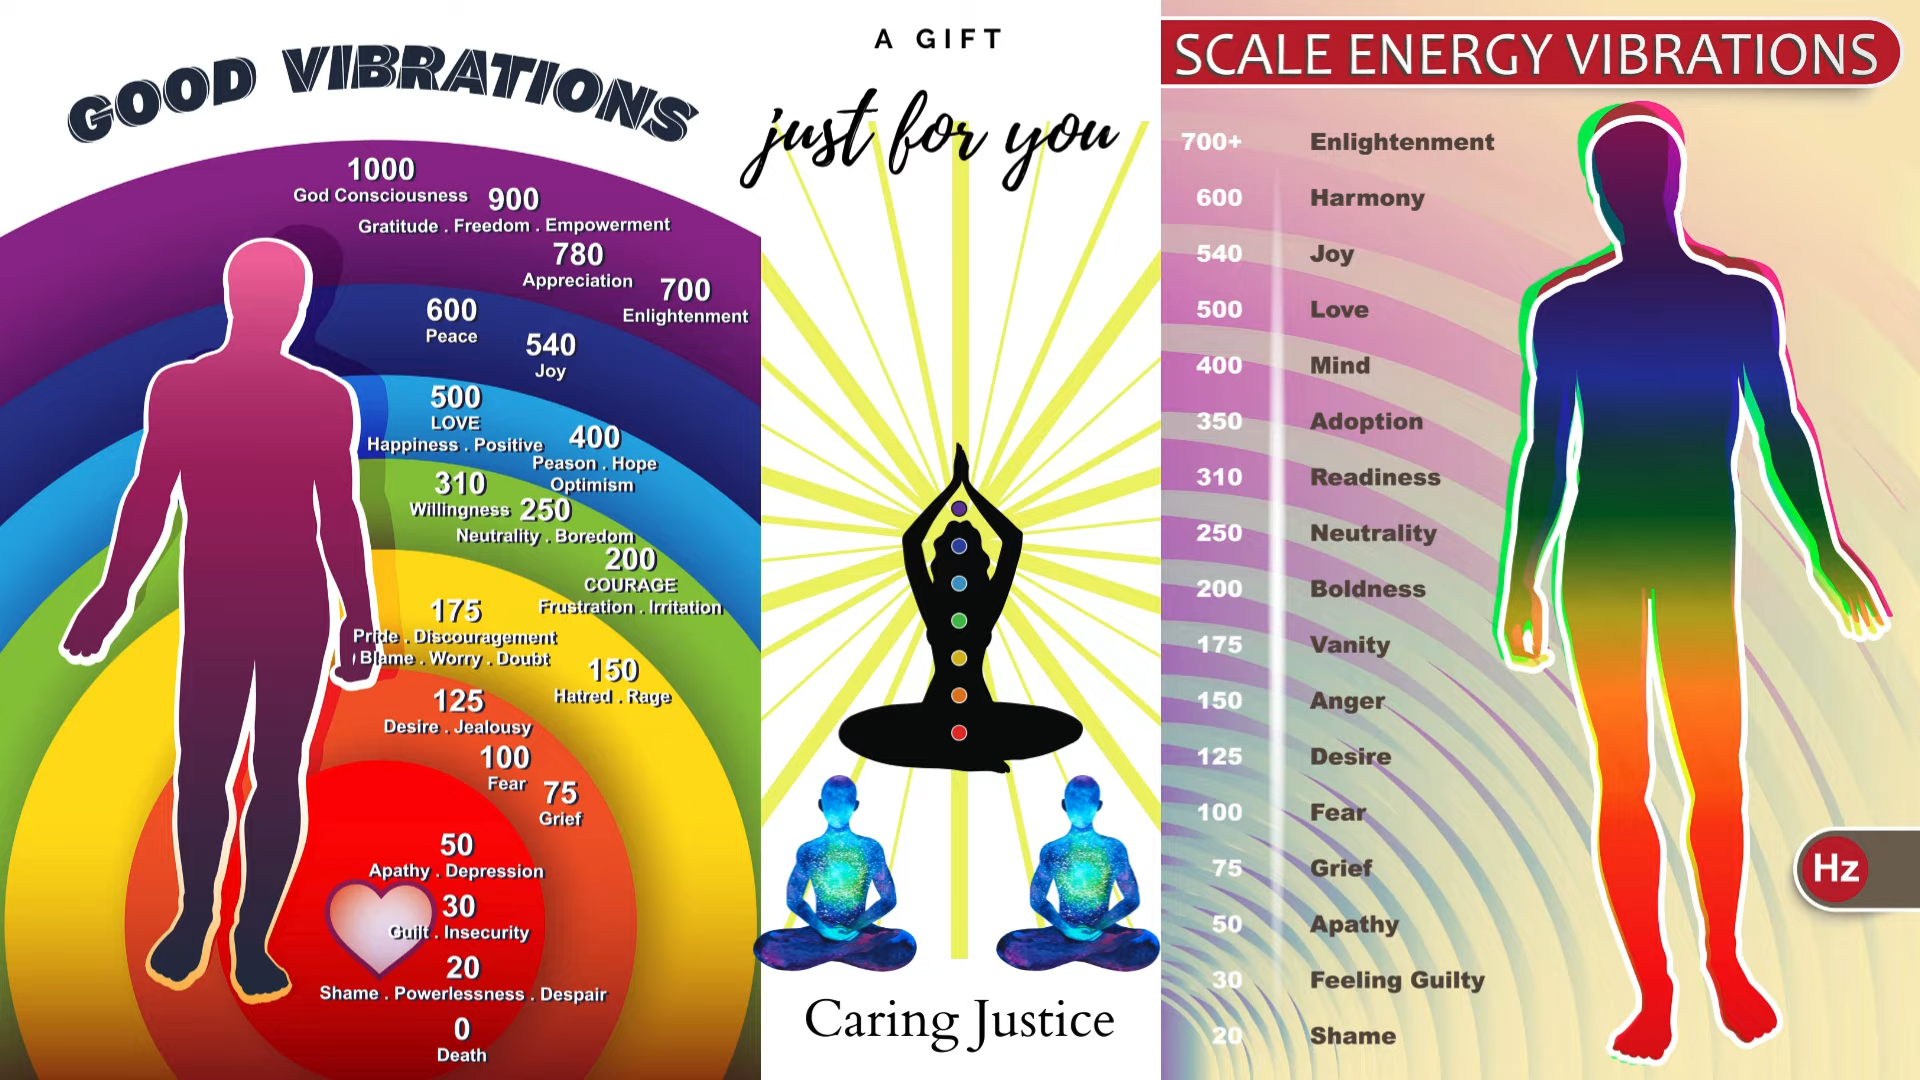 GOOD VIBRATIONS
1000
God Consciousness
900
Gratitude . Freedom . Empowerment
780
Appreciation
700
Enlightenment
600
Peace
540
Joy
500
LOVE
Happiness . Positive
400
Peason . Hope
Optimism
310
Willingness
250
Neutrality . Boredom
200
COURAGE
Frustration . Irritation
175
Pride . Discouragement
Blame . Worry . Doubt
150
Hatred . Rage
125
Desire . Jealousy
100
Fear
75
Grief
50
Apathy . Depression
30
Guilt . Insecurity
20
Shame . Powerlessness . Despair
0
Death
A GIFT
just for you
Caring Justice
SCALE ENERGY VIBRATIONS
700+ Enlightenment
600 Harmony
540 Joy
500 Love
400 Mind
350 Adoption
310 Readiness
250 Neutrality
200 Boldness
175 Vanity
150 Anger
125 Desire
100 Fear
75 Grief
50 Apathy
30 Feeling Guilty
20 Shame
Hz